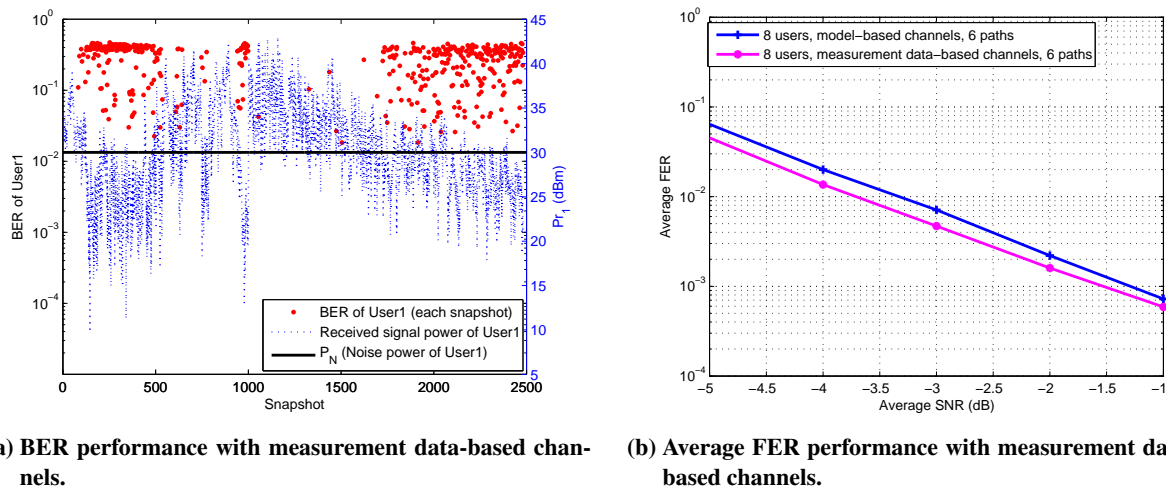 10^0
10^-1
10^-2
10^-3
10^-4
BER of User1
45
40
35
30
25
20
15
10
5
Pr_1 (dBm)
BER of User1 (each snapshot)
Received signal power of User1
P_N (Noise power of User1)
0 500 1000 1500 2000 2500
Snapshot
a) BER performance with measurement data-based chan-
nels.
10^0
10^-1
10^-2
10^-3
10^-4
Average FER
8 users, model-based channels, 6 paths
8 users, measurement data-based channels, 6 paths
-5 -4.5 -4 -3.5 -3 -2.5 -2 -1.5 -1
Average SNR (dB)
(b) Average FER performance with measurement da
based channels.